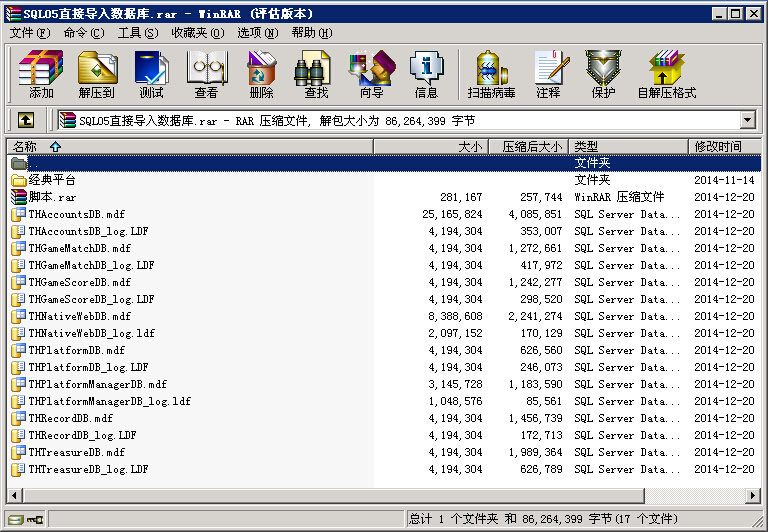 SQL05直接导入数据库.rar - WinRAR (评估版本)
文件(F) 命令(C) 工具(S) 收藏夹(O) 选项(N) 帮助(H)
添加 解压到 测试 查看 删除 查找 向导 信息 扫描病毒 注释 保护 自解压格式
SQL05直接导入数据库.rar - RAR 压缩文件, 解包大小为 86,264,399 字节
名称 大小 压缩后大小 类型 修改时间
.. 文件夹
经典平台 文件夹 2014-11-14
脚本.rar 281,167 257,744 WinRAR 压缩文件 2014-12-20
THAccountsDB.mdf 25,165,824 4,085,851 SQL Server Data... 2014-12-20
THAccountsDB_log.LDF 4,194,304 353,007 SQL Server Data... 2014-12-20
THGameMatchDB.mdf 4,194,304 1,272,661 SQL Server Data... 2014-12-20
THGameMatchDB_log.LDF 4,194,304 417,972 SQL Server Data... 2014-12-20
THGameScoreDB.mdf 4,194,304 1,242,277 SQL Server Data... 2014-12-20
THGameScoreDB_log.LDF 4,194,304 298,520 SQL Server Data... 2014-12-20
THNativeWebDB.mdf 8,388,608 2,241,274 SQL Server Data... 2014-12-20
THNativeWebDB_log.ldf 2,097,152 170,129 SQL Server Data... 2014-12-20
THPlatformDB.mdf 4,194,304 626,560 SQL Server Data... 2014-12-20
THPlatformDB_log.LDF 4,194,304 246,073 SQL Server Data... 2014-12-20
THPlatformManagerDB.mdf 3,145,728 1,183,590 SQL Server Data... 2014-12-20
THPlatformManagerDB_log.ldf 1,048,576 85,561 SQL Server Data... 2014-12-20
THRecordDB.mdf 4,194,304 1,456,739 SQL Server Data... 2014-12-20
THRecordDB_log.LDF 4,194,304 172,713 SQL Server Data... 2014-12-20
THTreasureDB.mdf 4,194,304 1,989,364 SQL Server Data... 2014-12-20
THTreasureDB_log.LDF 4,194,304 626,789 SQL Server Data... 2014-12-20
总计 1 个文件夹 和 86,264,399 字节(17 个文件)